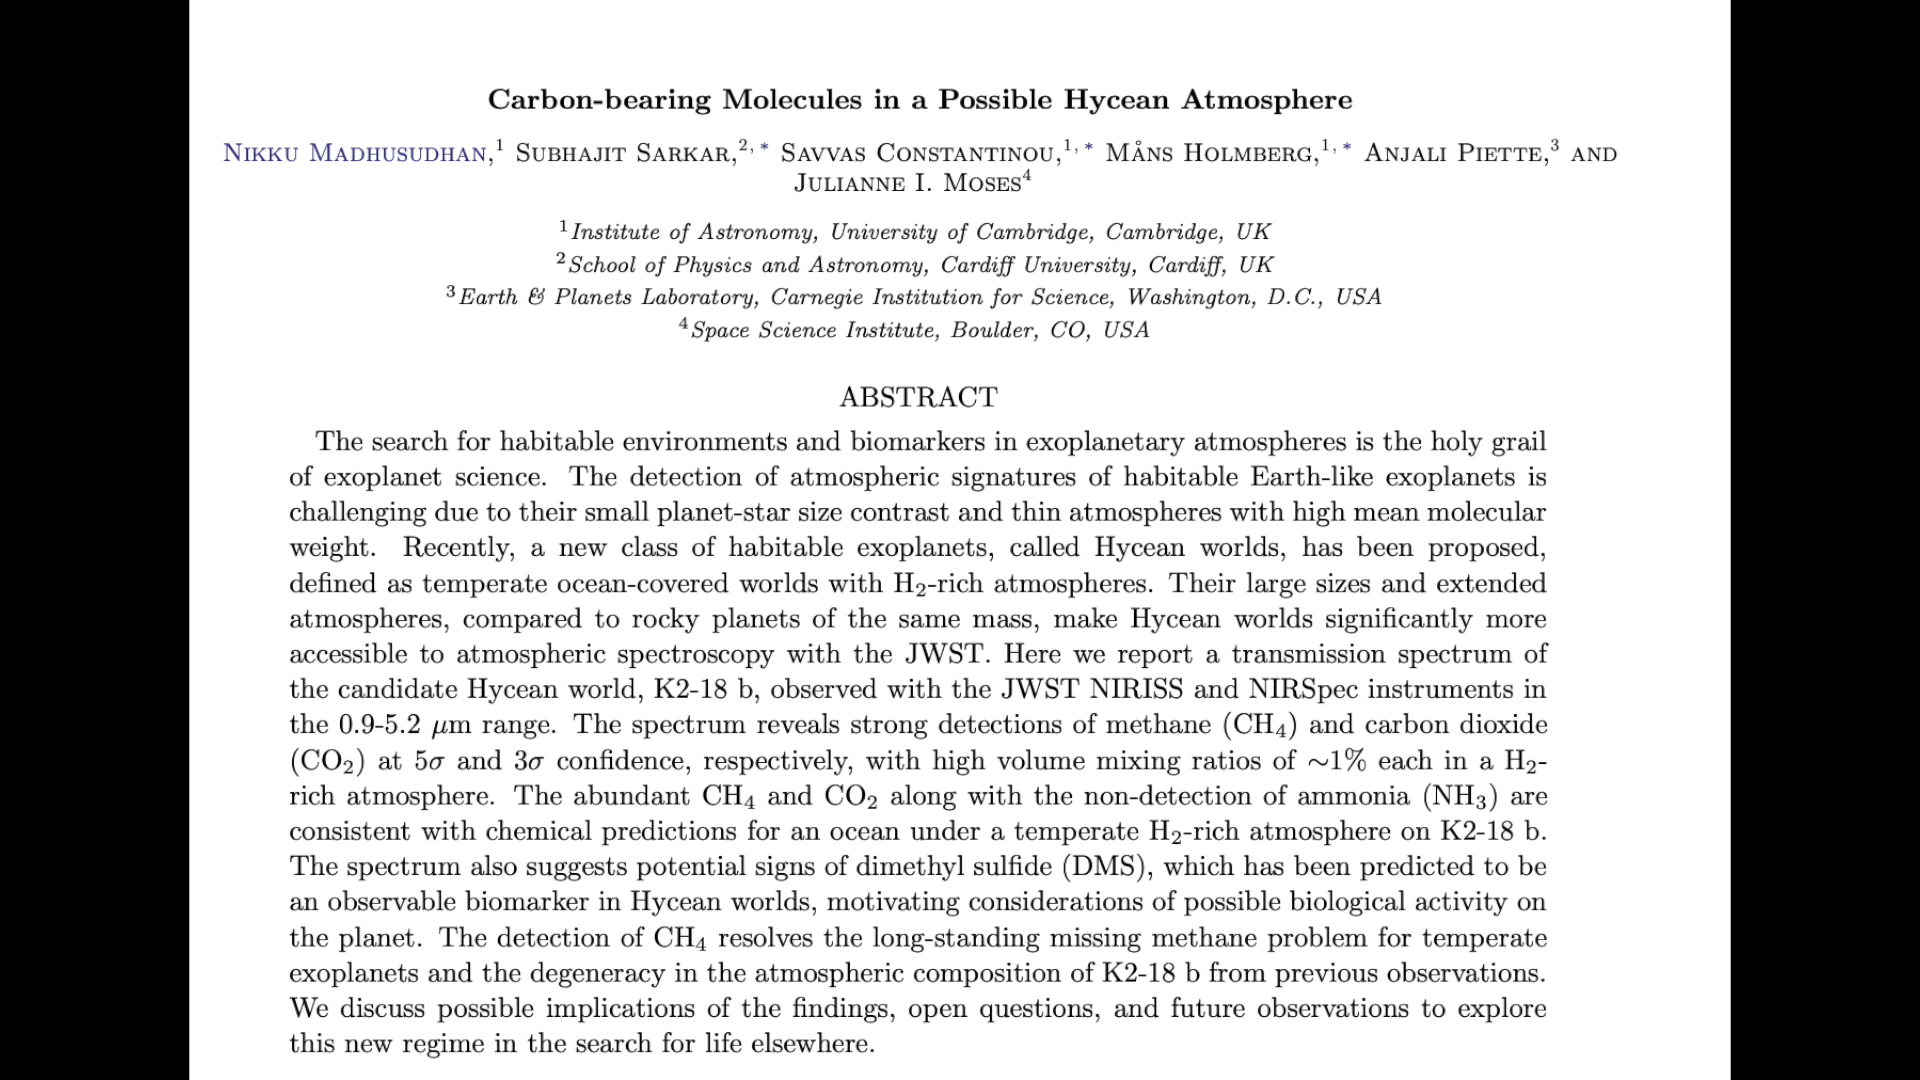 Carbon-bearing Molecules in a Possible Hycean Atmosphere
Nikku Madhusudhan,¹ Subhajit Sarkar,²,* Savvas Constantinou,¹,* Måns Holmberg,¹,* Anjali Piette,³ and
Julianne I. Moses⁴
¹Institute of Astronomy, University of Cambridge, Cambridge, UK
²School of Physics and Astronomy, Cardiff University, Cardiff, UK
³Earth & Planets Laboratory, Carnegie Institution for Science, Washington, D.C., USA
⁴Space Science Institute, Boulder, CO, USA
ABSTRACT
The search for habitable environments and biomarkers in exoplanetary atmospheres is the holy grail
of exoplanet science. The detection of atmospheric signatures of habitable Earth-like exoplanets is
challenging due to their small planet-star size contrast and thin atmospheres with high mean molecular
weight. Recently, a new class of habitable exoplanets, called Hycean worlds, has been proposed,
defined as temperate ocean-covered worlds with H₂-rich atmospheres. Their large sizes and extended
atmospheres, compared to rocky planets of the same mass, make Hycean worlds significantly more
accessible to atmospheric spectroscopy with the JWST. Here we report a transmission spectrum of
the candidate Hycean world, K2-18 b, observed with the JWST NIRISS and NIRSpec instruments in
the 0.9-5.2 μm range. The spectrum reveals strong detections of methane (CH₄) and carbon dioxide
(CO₂) at 5σ and 3σ confidence, respectively, with high volume mixing ratios of ~1% each in a H₂-
rich atmosphere. The abundant CH₄ and CO₂ along with the non-detection of ammonia (NH₃) are
consistent with chemical predictions for an ocean under a temperate H₂-rich atmosphere on K2-18 b.
The spectrum also suggests potential signs of dimethyl sulfide (DMS), which has been predicted to be
an observable biomarker in Hycean worlds, motivating considerations of possible biological activity on
the planet. The detection of CH₄ resolves the long-standing missing methane problem for temperate
exoplanets and the degeneracy in the atmospheric composition of K2-18 b from previous observations.
We discuss possible implications of the findings, open questions, and future observations to explore
this new regime in the search for life elsewhere.